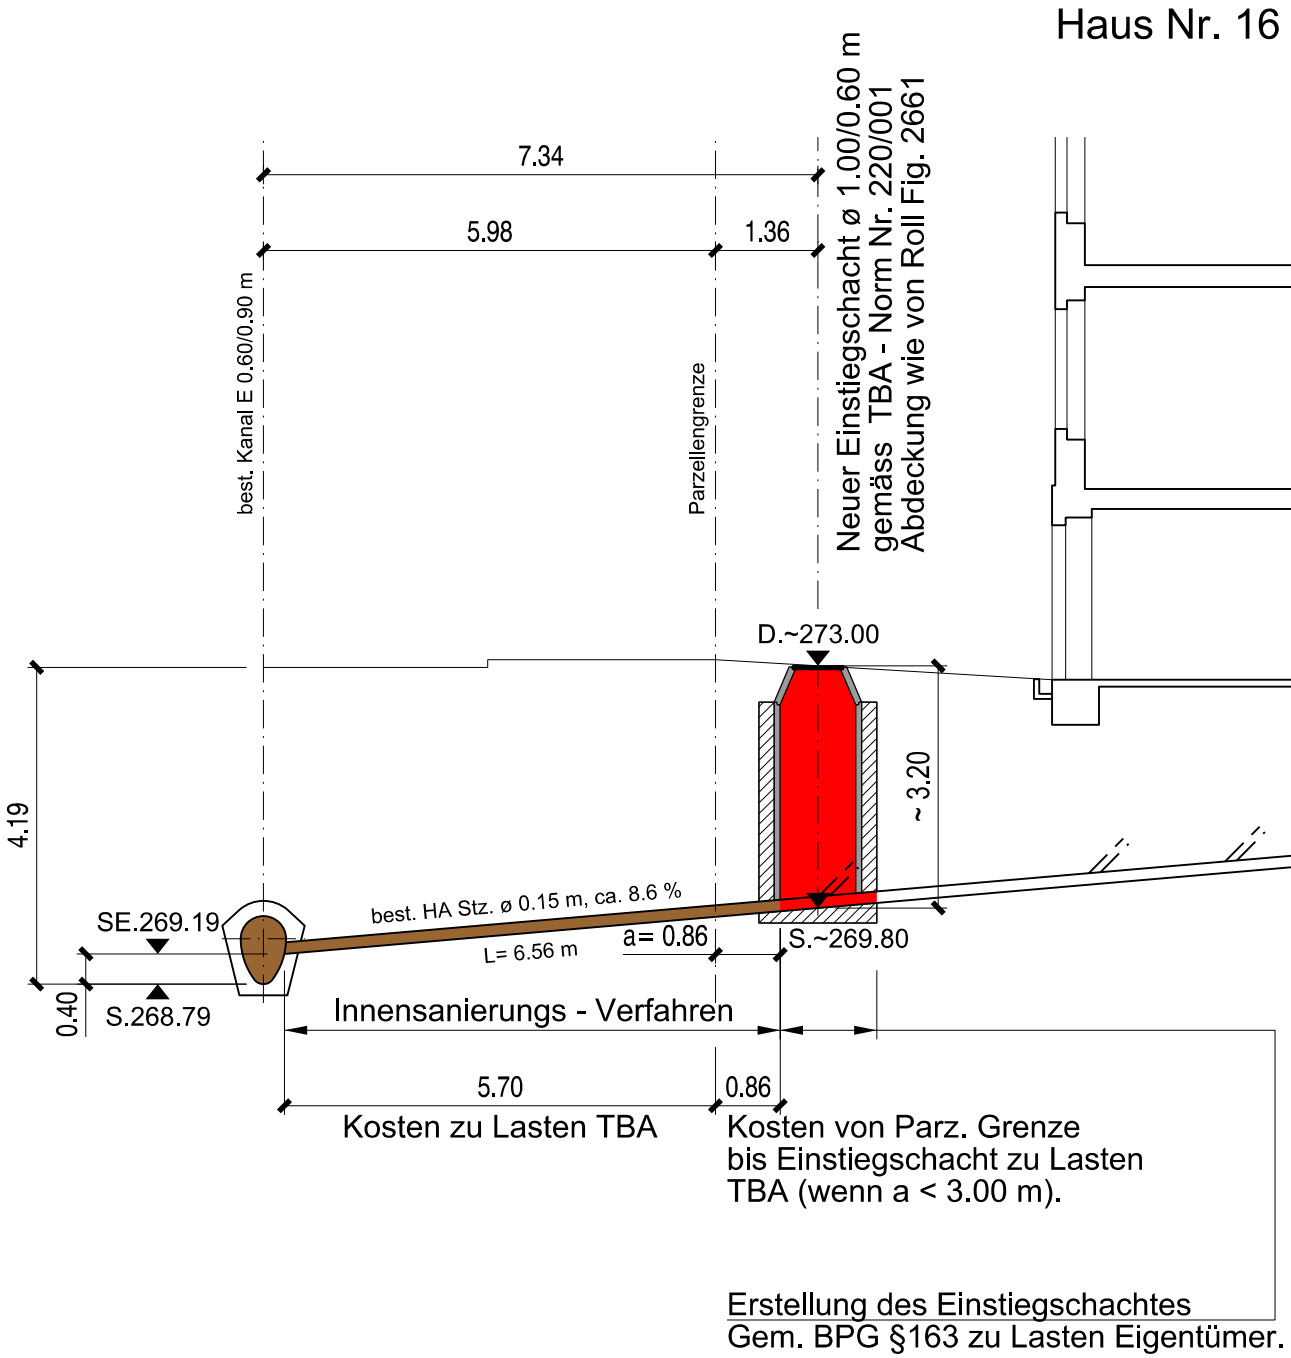 Haus Nr. 16
Neuer Einstiegschacht ø 1.00/0.60 m
gemäss TBA - Norm Nr. 220/001
Abdeckung wie von Roll Fig. 2661
7.34
5.98
1.36
best. Kanal E 0.60/0.90 m
Parzellengrenze
D.~273.00
4.19
~ 3.20
best. HA Stz. ø 0.15 m, ca. 8.6 %
SE.269.19
a= 0.86
S.~269.80
L= 6.56 m
0.40
S.268.79
Innensanierungs - Verfahren
5.70
0.86
Kosten zu Lasten TBA
Kosten von Parz. Grenze
bis Einstiegschacht zu Lasten
TBA (wenn a < 3.00 m).
Erstellung des Einstiegschachtes
Gem. BPG §163 zu Lasten Eigentümer.